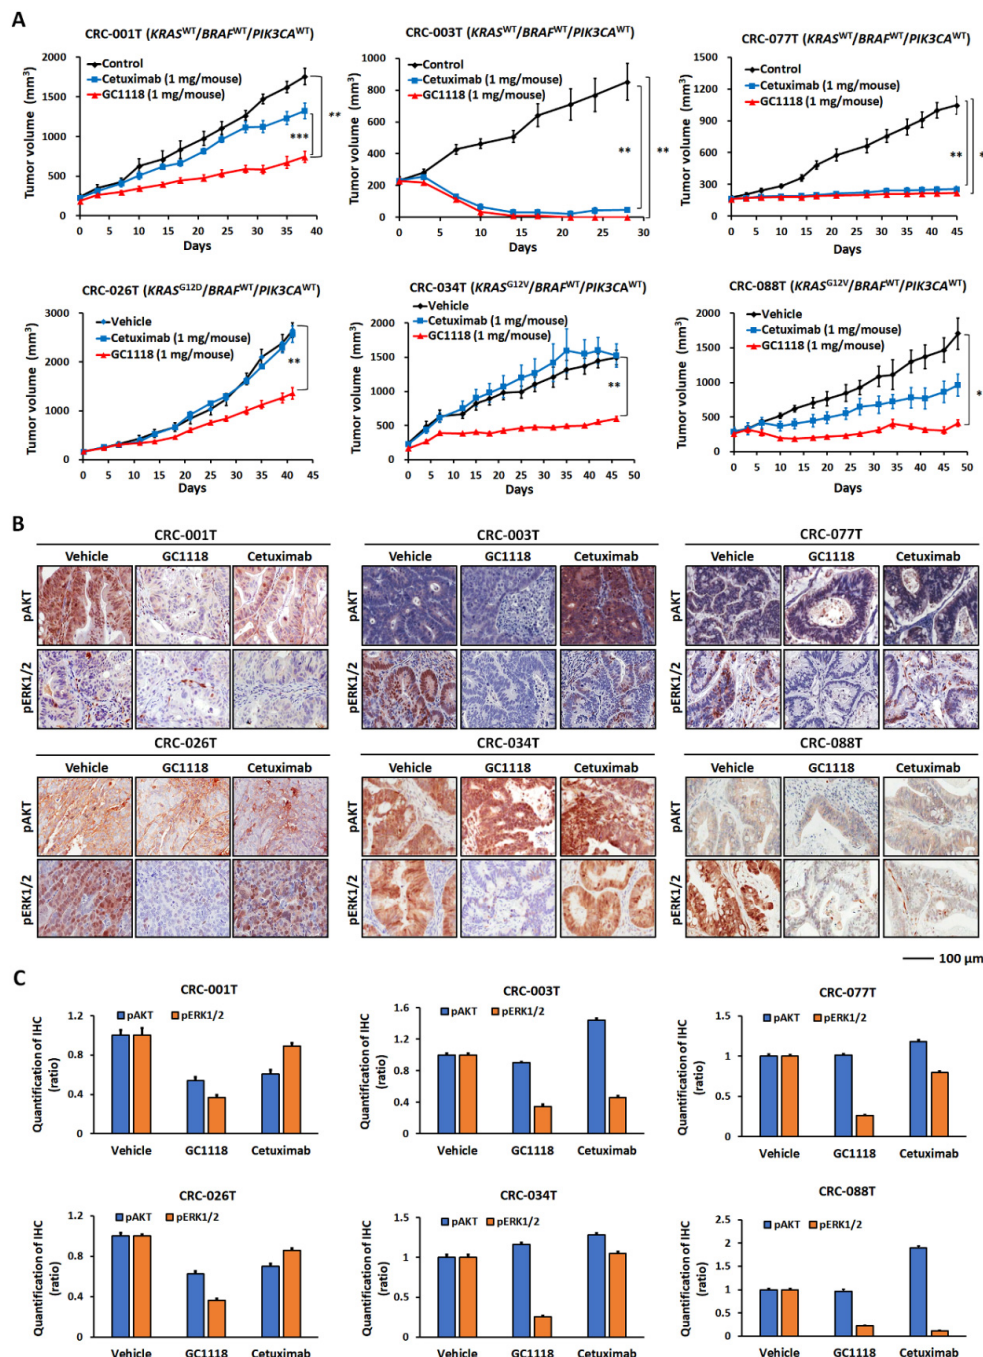 A
CRC-001T (KRASWT/BRAFWT/PIK3CAWT)
Tumor volume (mm3)
2000
1500
1000
500
0
Control
Cetuximab (1 mg/mouse)
GC1118 (1 mg/mouse)
**
***
0 5 10 15 20 25 30 35 40
Days
CRC-003T (KRASWT/BRAFWT/PIK3CAWT)
Tumor volume (mm3)
1000
800
600
400
200
0
Control
Cetuximab (1 mg/mouse)
GC1118 (1 mg/mouse)
** **
0 5 10 15 20 25 30
Days
CRC-077T (KRASWT/BRAFWT/PIK3CAWT)
Tumor volume (mm3)
1500
1200
900
600
300
0
Control
Cetuximab (1 mg/mouse)
GC1118 (1 mg/mouse)
** *
0 5 10 15 20 25 30 35 40 45
Days
CRC-026T (KRASG12D/BRAFWT/PIK3CAWT)
Tumor volume (mm3)
3000
2000
1000
0
Vehicle
Cetuximab (1 mg/mouse)
GC1118 (1 mg/mouse)
**
0 5 10 15 20 25 30 35 40 45
Days
CRC-034T (KRASG12V/BRAFWT/PIK3CAWT)
Tumor volume (mm3)
2000
1500
1000
500
0
Vehicle
Cetuximab (1 mg/mouse)
GC1118 (1 mg/mouse)
**
0 5 10 15 20 25 30 35 40 45 50
Days
CRC-088T (KRASG12V/BRAFWT/PIK3CAWT)
Tumor volume (mm3)
2000
1500
1000
500
0
Vehicle
Cetuximab (1 mg/mouse)
GC1118 (1 mg/mouse)
*
0 5 10 15 20 25 30 35 40 45 50
Days
B
CRC-001T
Vehicle GC1118 Cetuximab
pAKT
pERK1/2
CRC-003T
Vehicle GC1118 Cetuximab
pAKT
pERK1/2
CRC-077T
Vehicle GC1118 Cetuximab
pAKT
pERK1/2
CRC-026T
Vehicle GC1118 Cetuximab
pAKT
pERK1/2
CRC-034T
Vehicle GC1118 Cetuximab
pAKT
pERK1/2
CRC-088T
Vehicle GC1118 Cetuximab
pAKT
pERK1/2
100 μm
C
CRC-001T
Quantification of IHC
(ratio)
1.2
0.8
0.4
0
pAKT pERK1/2
Vehicle GC1118 Cetuximab
CRC-003T
Quantification of IHC
(ratio)
1.6
1.2
0.8
0.4
0
pAKT pERK1/2
Vehicle GC1118 Cetuximab
CRC-077T
Quantification of IHC
(ratio)
1.5
1
0.5
0
pAKT pERK1/2
Vehicle GC1118 Cetuximab
CRC-026T
Quantification of IHC
(ratio)
1.2
0.8
0.4
0
pAKT pERK1/2
Vehicle GC1118 Cetuximab
CRC-034T
Quantification of IHC
(ratio)
1.5
1
0.5
0
pAKT pERK1/2
Vehicle GC1118 Cetuximab
CRC-088T
Quantification of IHC
(ratio)
2.5
2
1.5
1
0.5
0
pAKT pERK1/2
Vehicle GC1118 Cetuximab